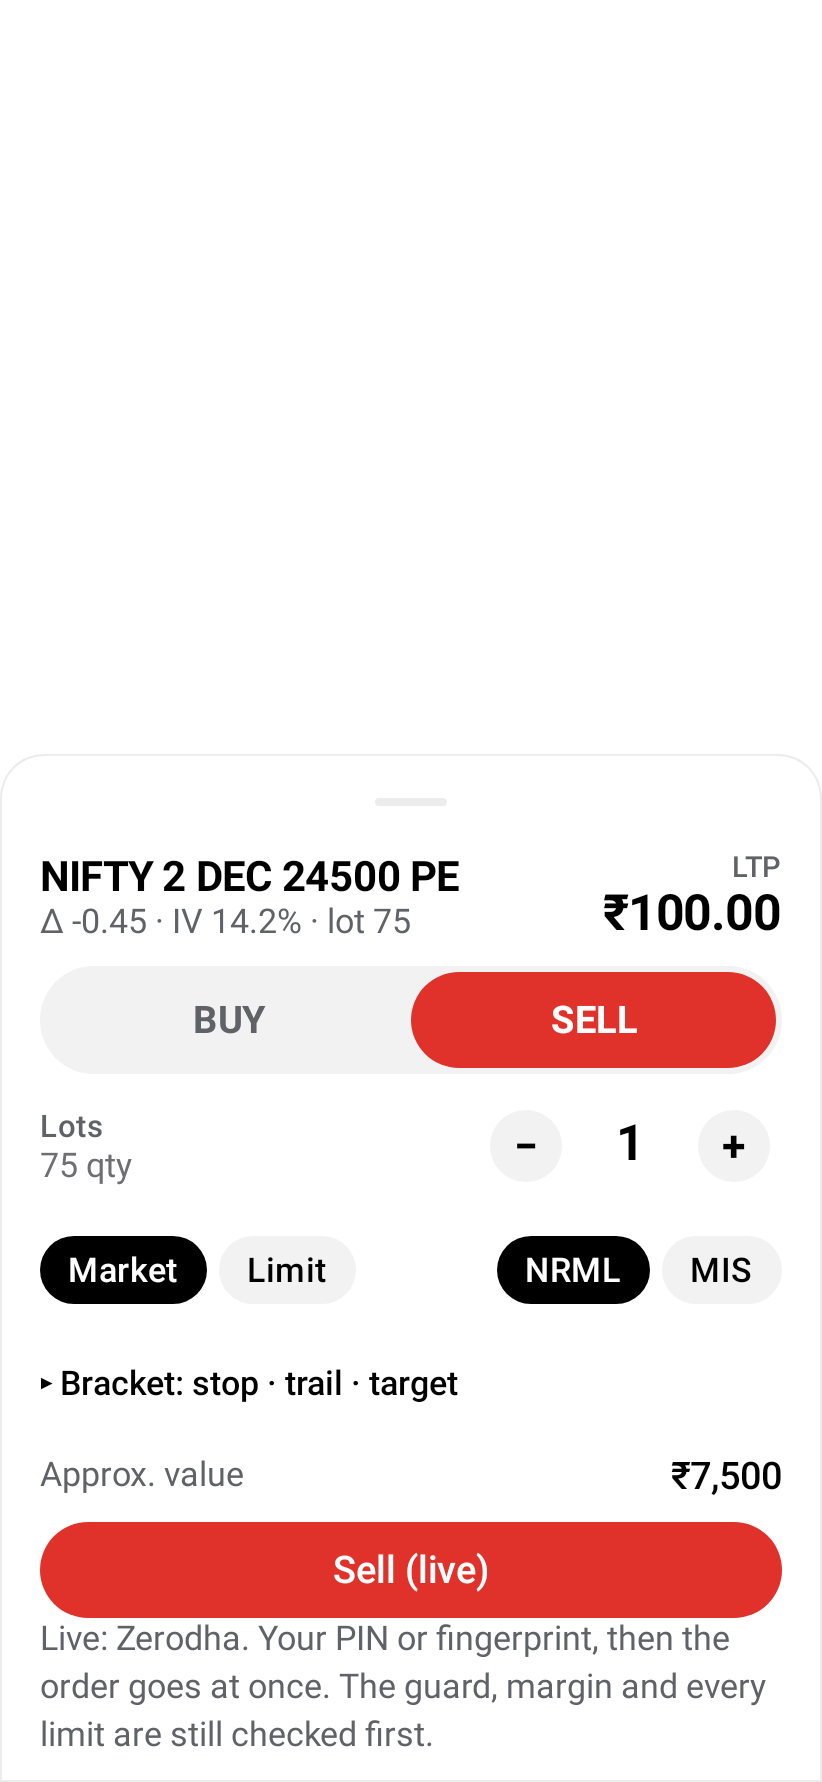 NIFTY 2 DEC 24500 PE
Δ -0.45 · IV 14.2% · lot 75
LTP
₹100.00
BUY
SELL
Lots
75 qty
− 1 +
Market
Limit
NRML
MIS
▸ Bracket: stop · trail · target
Approx. value
₹7,500
Sell (live)
Live: Zerodha. Your PIN or fingerprint, then the
order goes at once. The guard, margin and every
limit are still checked first.